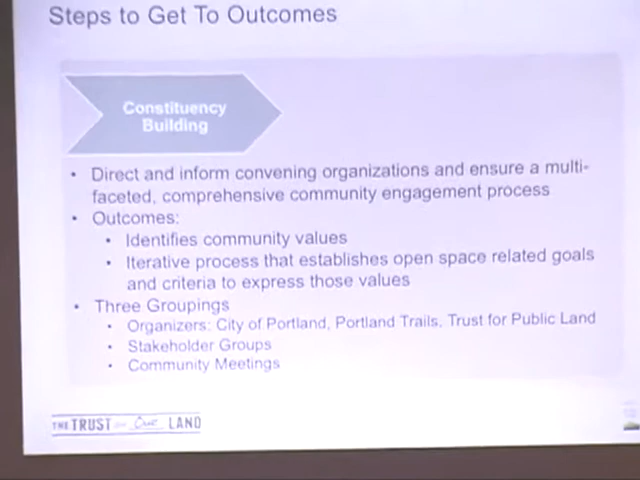 Steps to Get To Outcomes
Constituency
Building
• Direct and inform convening organizations and ensure a multi-
faceted, comprehensive community engagement process
• Outcomes:
• Identifies community values
• Iterative process that establishes open space related goals
and criteria to express those values
• Three Groupings
• Organizers: City of Portland, Portland Trails, Trust for Public Land
• Stakeholder Groups
• Community Meetings
THE TRUST LAND